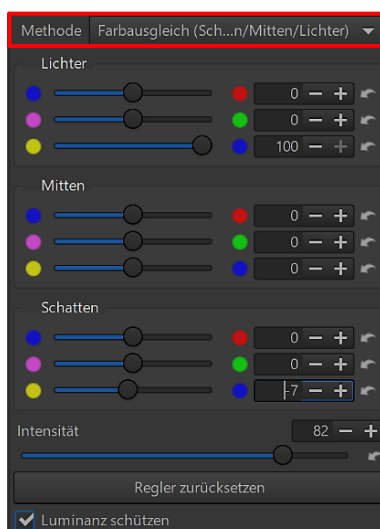 Methode Farbausgleich (Sch...n/Mitten/Lichter)
Lichter
0 − +
0 − +
100 − +
Mitten
0 − +
0 − +
0 − +
Schatten
0 − +
0 − +
-7 − +
Intensität 82 − +
Regler zurücksetzen
Luminanz schützen